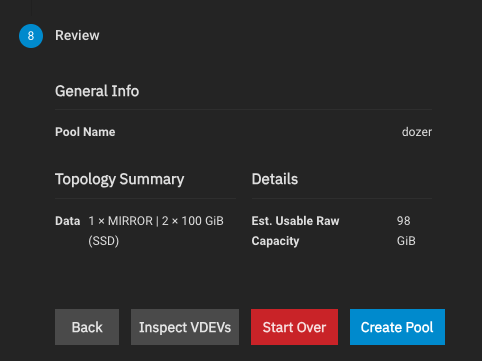 8 Review
General Info
Pool Name dozer
Topology Summary Details
Data 1 × MIRROR | 2 × 100 GiB Est. Usable Raw 98
(SSD) Capacity GiB
Back Inspect VDEVs Start Over Create Pool